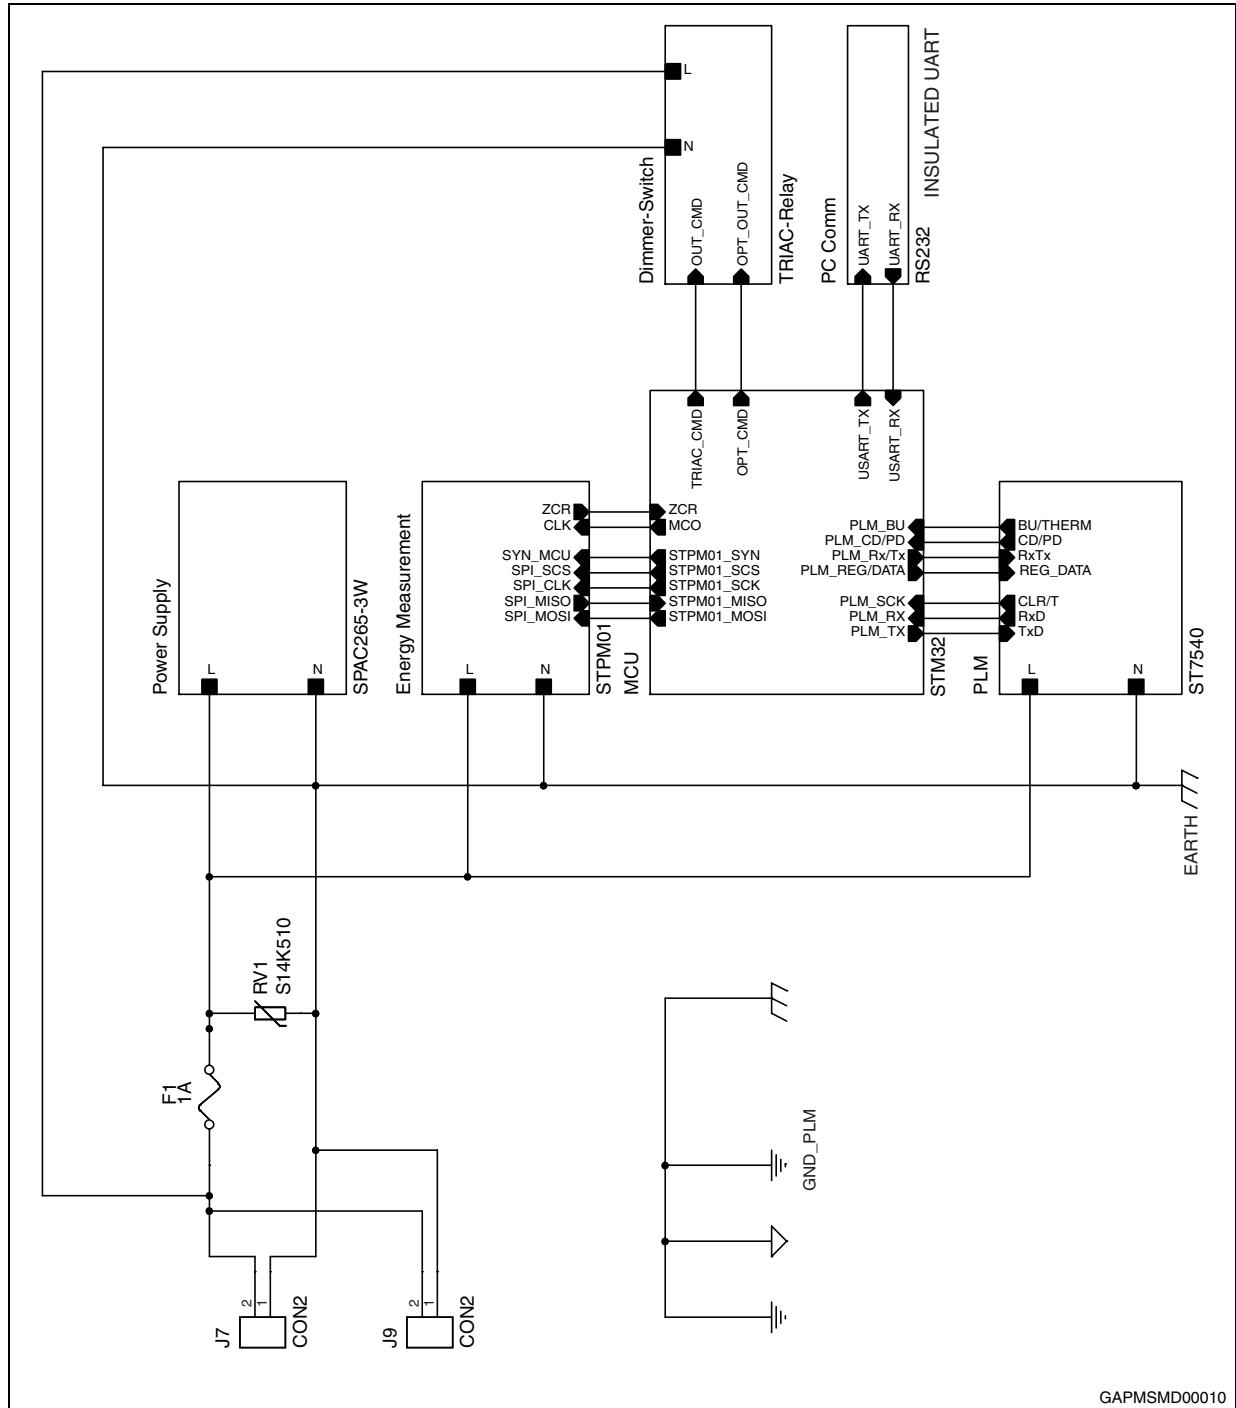 L
N
Dimmer-Switch
OUT_CMD
OPT_OUT_CMD
TRIAC-Relay
PC Comm
UART_TX
UART_RX
RS232
INSULATED UART
TRIAC_CMD
OPT_CMD
USART_TX
USART_RX
Power Supply
L
N
SPAC265-3W
Energy Measurement
ZCR
CLK
SYN_MCU
SPI_SCS
SPI_CLK
SPI_MISO
SPI_MOSI
L
N
STPM01
MCU
ZCR
MCO
STPM01_SYN
STPM01_SCS
STPM01_SCK
STPM01_MISO
STPM01_MOSI
PLM_BU
PLM_CD/PD
PLM_Rx/Tx
PLM_REG/DATA
PLM_SCK
PLM_RX
PLM_TX
STM32
PLM
BU/THERM
CD/PD
RxTx
REG_DATA
CLR/T
RxD
TxD
L
N
ST7540
EARTH
RV1
S14K510
F1
1A
GND_PLM
J7
2
1
CON2
J9
2
1
CON2
GAPMSMD00010